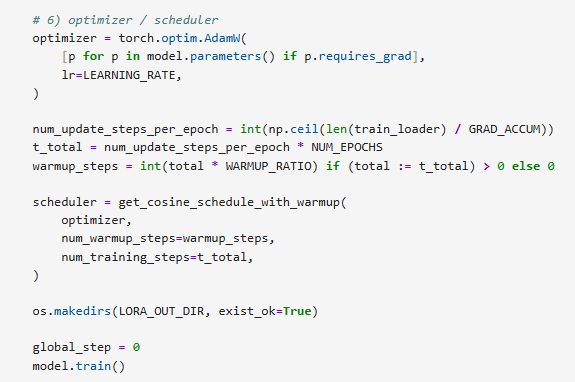 # 6) optimizer / scheduler
optimizer = torch.optim.AdamW(
    [p for p in model.parameters() if p.requires_grad],
    lr=LEARNING_RATE,
)

num_update_steps_per_epoch = int(np.ceil(len(train_loader) / GRAD_ACCUM))
t_total = num_update_steps_per_epoch * NUM_EPOCHS
warmup_steps = int(total * WARMUP_RATIO) if (total := t_total) > 0 else 0

scheduler = get_cosine_schedule_with_warmup(
    optimizer,
    num_warmup_steps=warmup_steps,
    num_training_steps=t_total,
)

os.makedirs(LORA_OUT_DIR, exist_ok=True)

global_step = 0
model.train()